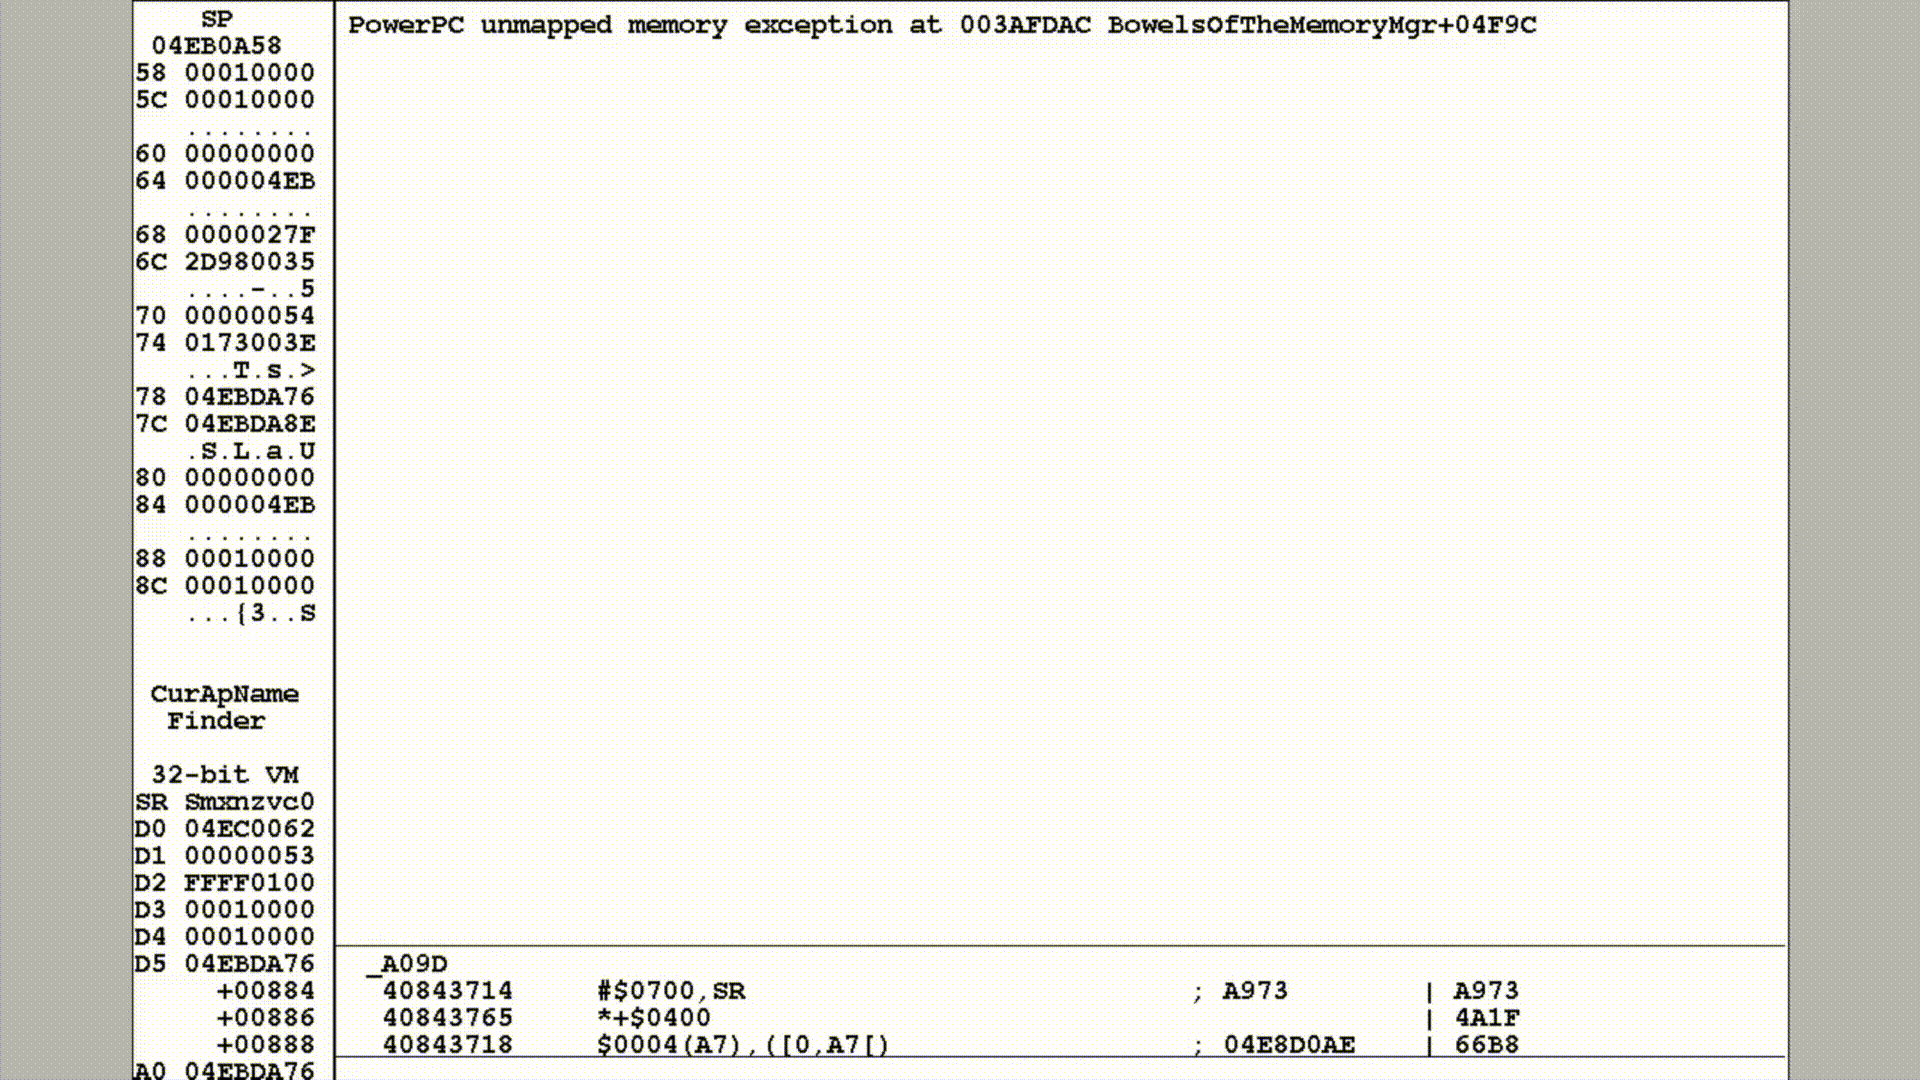 SP
04EB0A58
58 00010000
5C 00010000
........
60 00000000
64 000004EB
........
68 0000027F
6C 2D980035
....-..5
70 00000054
74 0173003E
...T.s.>
78 04EBDA76
7C 04EBDA8E
.S.L.a.U
80 00000000
84 000004EB
........
88 00010000
8C 00010000
...{3..S
CurApName
Finder
32-bit VM
SR Smxnzvc0
D0 04EC0062
D1 00000053
D2 FFFF0100
D3 00010000
D4 00010000
D5 04EBDA76
PowerPC unmapped memory exception at 003AFDAC BowelsOfTheMemoryMgr+04F9C
_A09D
+00884 40843714 #$0700,SR ; A973 | A973
+00886 40843765 *+$0400 | 4A1F
+00888 40843718 $0004(A7),([0,A7[) ; 04E8D0AE | 66B8
A0 04EBDA76